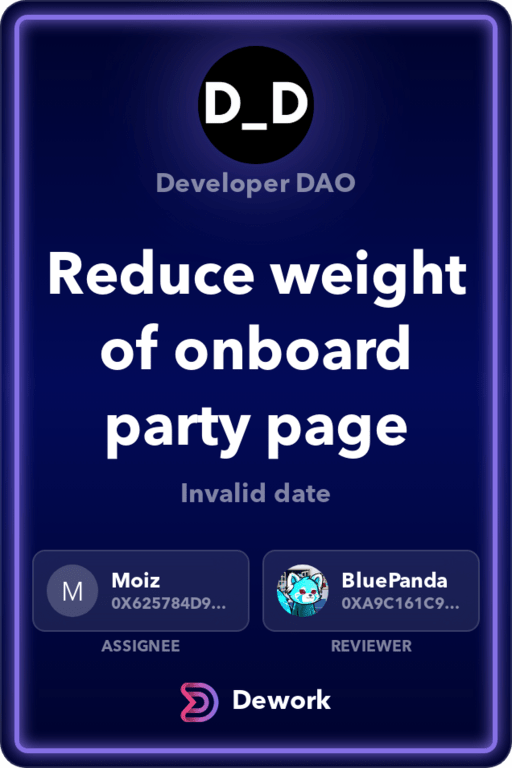 D_D
Developer DAO
Reduce weight
of onboard
party page
Invalid date
M
Moiz
0X625784D9...
BluePanda
0XA9C161C9...
ASSIGNEE
REVIEWER
Dework